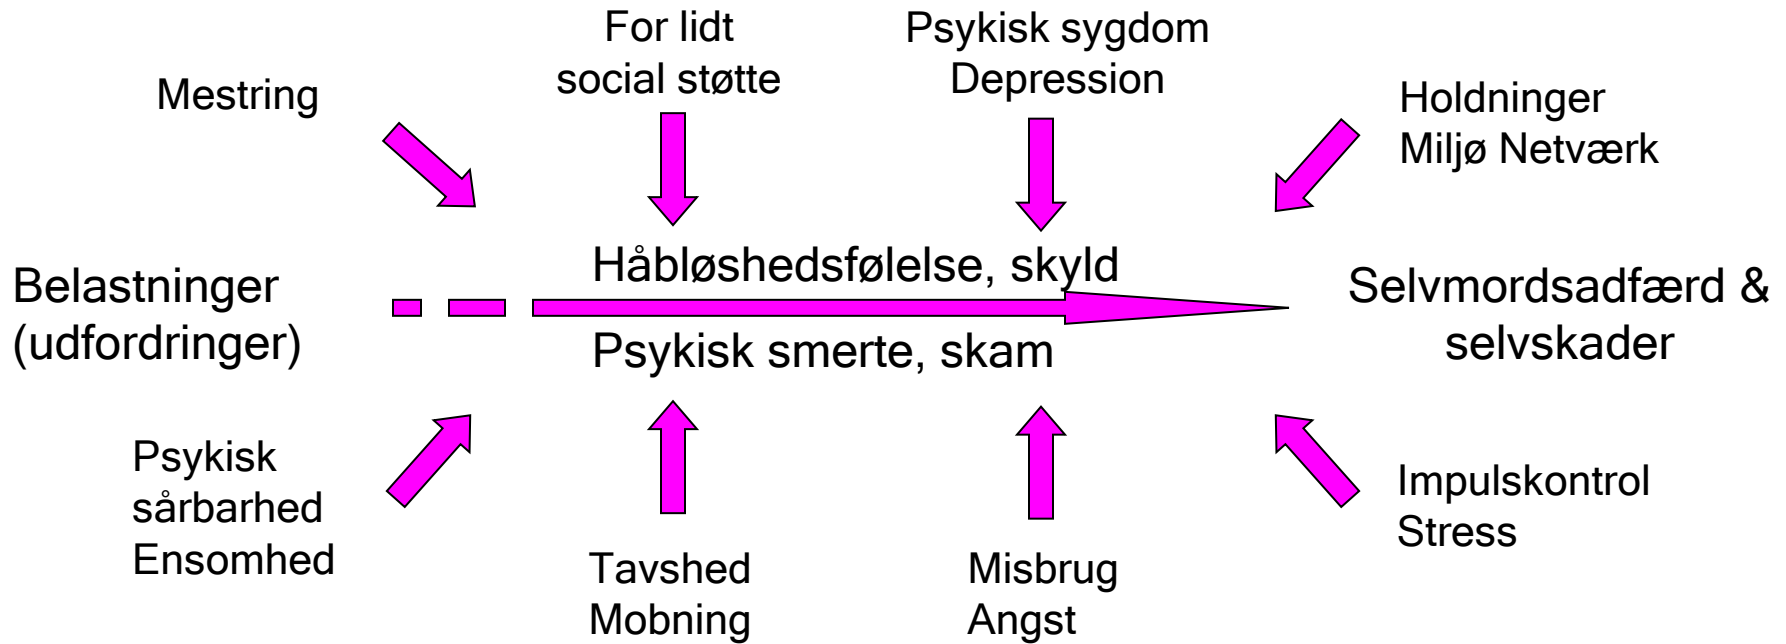 For lidt
social støtte
Psykisk sygdom
Depression
Mestring
Holdninger
Miljø Netværk
Håbløshedsfølelse, skyld
Belastninger
(udfordringer)
Selvmordsadfærd &
selvskader
Psykisk smerte, skam
Psykisk
sårbarhed
Ensomhed
Impulskontrol
Stress
Tavshed
Mobning
Misbrug
Angst